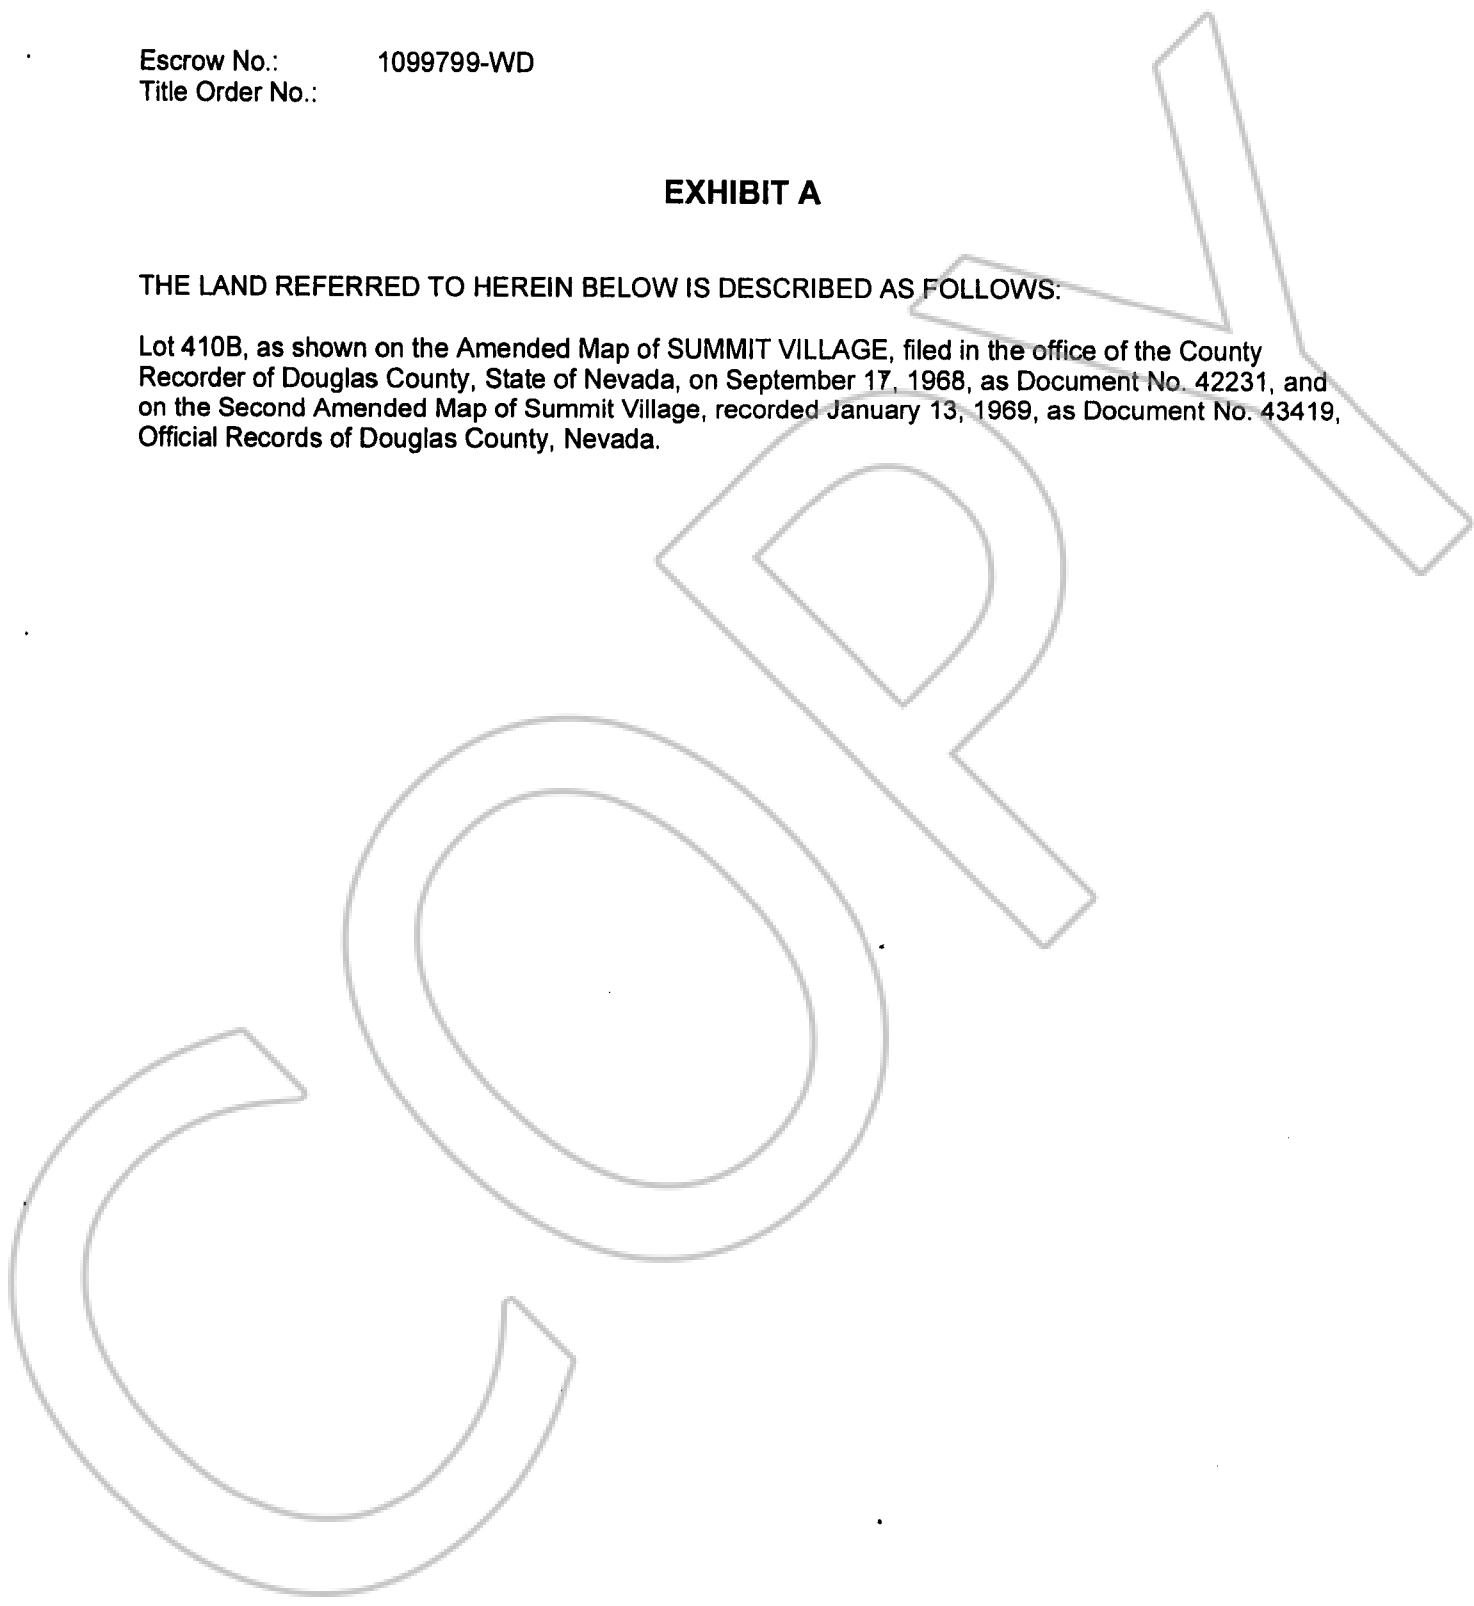 Escrow No.: 1099799-WD
Title Order No.:
EXHIBIT A
THE LAND REFERRED TO HEREIN BELOW IS DESCRIBED AS FOLLOWS:
Lot 410B, as shown on the Amended Map of SUMMIT VILLAGE, filed in the office of the County
Recorder of Douglas County, State of Nevada, on September 17, 1968, as Document No. 42231, and
on the Second Amended Map of Summit Village, recorded January 13, 1969, as Document No. 43419,
Official Records of Douglas County, Nevada.
COPY